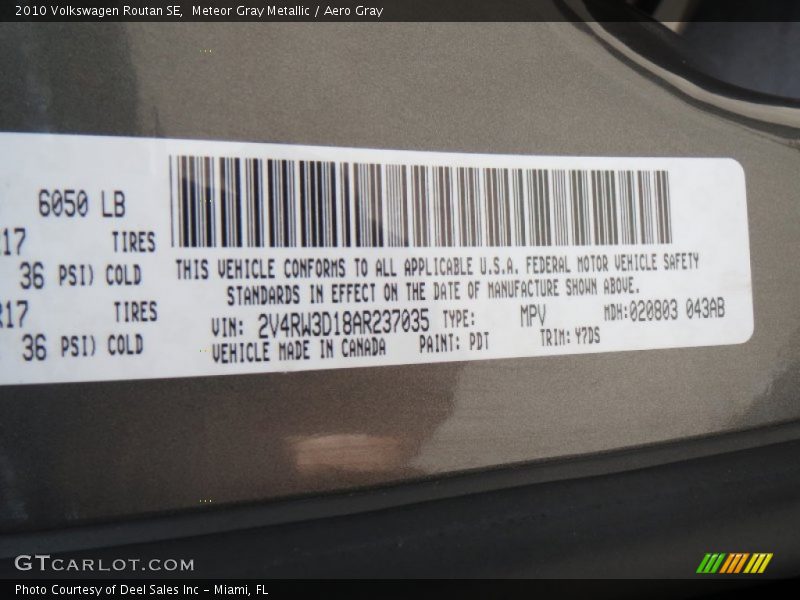 2010 Volkswagen Routan SE,  Meteor Gray Metallic / Aero Gray
6050 LB
17 TIRES
36 PSI) COLD
R17 TIRES
36 PSI) COLD
THIS VEHICLE CONFORMS TO ALL APPLICABLE U.S.A. FEDERAL MOTOR VEHICLE SAFETY
STANDARDS IN EFFECT ON THE DATE OF MANUFACTURE SHOWN ABOVE.
VIN: 2V4RW3D18AR237035 TYPE: MPV MDH:020803 043AB
VEHICLE MADE IN CANADA PAINT: PDT TRIM: Y7DS
GTCARLOT.COM
Photo Courtesy of Deel Sales Inc – Miami, FL